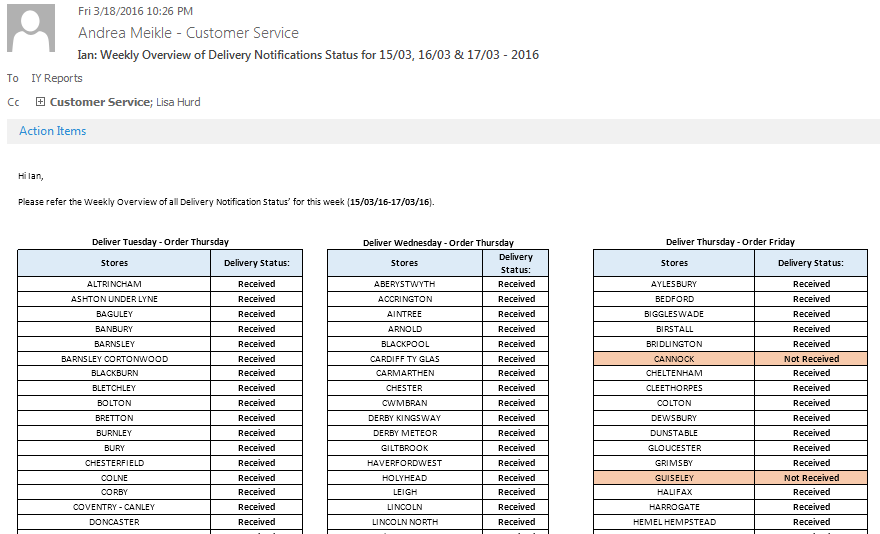 Fri 3/18/2016 10:26 PM
Andrea Meikle - Customer Service
Ian: Weekly Overview of Delivery Notifications Status for 15/03, 16/03 & 17/03 - 2016
To IY Reports
Cc Customer Service; Lisa Hurd
Action Items
Hi Ian,
Please refer the Weekly Overview of all Delivery Notification Status' for this week (15/03/16-17/03/16).
Deliver Tuesday - Order Thursday
Stores Delivery Status:
ALTRINCHAM Received
ASHTON UNDER LYNE Received
BAGULEY Received
BANBURY Received
BARNSLEY Received
BARNSLEY CORTONWOOD Received
BLACKBURN Received
BLETCHLEY Received
BOLTON Received
BRETTON Received
BURNLEY Received
BURY Received
CHESTERFIELD Received
COLNE Received
CORBY Received
COVENTRY - CANLEY Received
DONCASTER Received
Deliver Wednesday - Order Thursday
Stores Delivery
Status:
ABERYSTWYTH Received
ACCRINGTON Received
AINTREE Received
ARNOLD Received
BLACKPOOL Received
CARDIFF TY GLAS Received
CARMARTHEN Received
CHESTER Received
CWMBRAN Received
DERBY KINGSWAY Received
DERBY METEOR Received
GILTBROOK Received
HAVERFORDWEST Received
HOLYHEAD Received
LEIGH Received
LINCOLN Received
LINCOLN NORTH Received
Deliver Thursday - Order Friday
Stores Delivery Status:
AYLESBURY Received
BEDFORD Received
BIGGLESWADE Received
BIRSTALL Received
BRIDLINGTON Received
CANNOCK Not Received
CHELTENHAM Received
CLEETHORPES Received
COLTON Received
DEWSBURY Received
DUNSTABLE Received
GLOUCESTER Received
GRIMSBY Received
GUISELEY Not Received
HALIFAX Received
HARROGATE Received
HEMEL HEMPSTEAD Received